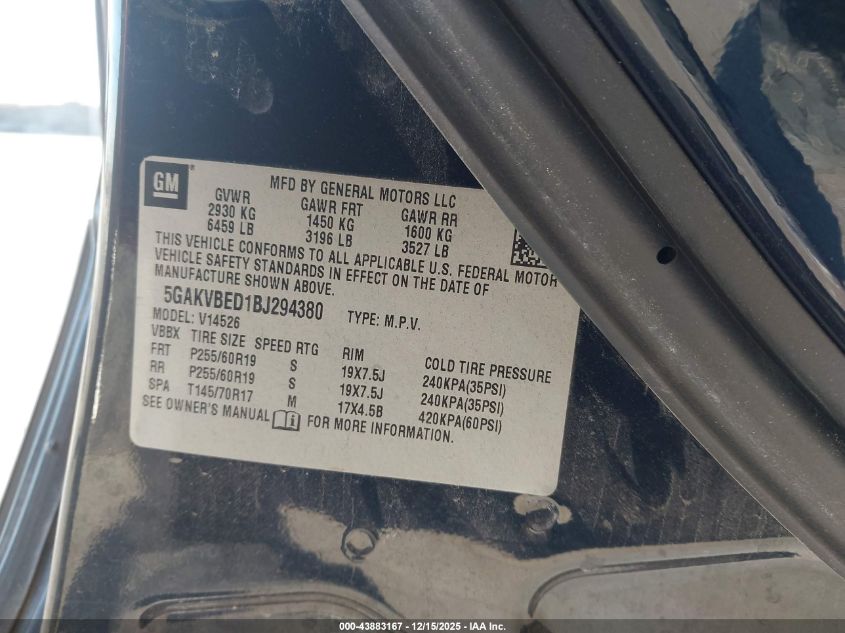 GM
MFD BY GENERAL MOTORS LLC
GVWR GAWR FRT GAWR RR
2930 KG 1450 KG 1600 KG
6459 LB 3196 LB 3527 LB
THIS VEHICLE CONFORMS TO ALL APPLICABLE U.S. FEDERAL MOTOR
VEHICLE SAFETY STANDARDS IN EFFECT ON THE DATE OF
MANUFACTURE SHOWN ABOVE.
5GAKVBED1BJ294380 TYPE: M.P.V.
MODEL: V14526
VBBX TIRE SIZE SPEED RTG RIM COLD TIRE PRESSURE
FRT P255/60R19 S 19X7.5J 240KPA(35PSI)
RR P255/60R19 S 19X7.5J 240KPA(35PSI)
SPA T145/70R17 M 17X4.5B 420KPA(60PSI)
SEE OWNER'S MANUAL FOR MORE INFORMATION.
000-43883167 - 12/15/2025 - IAA Inc.